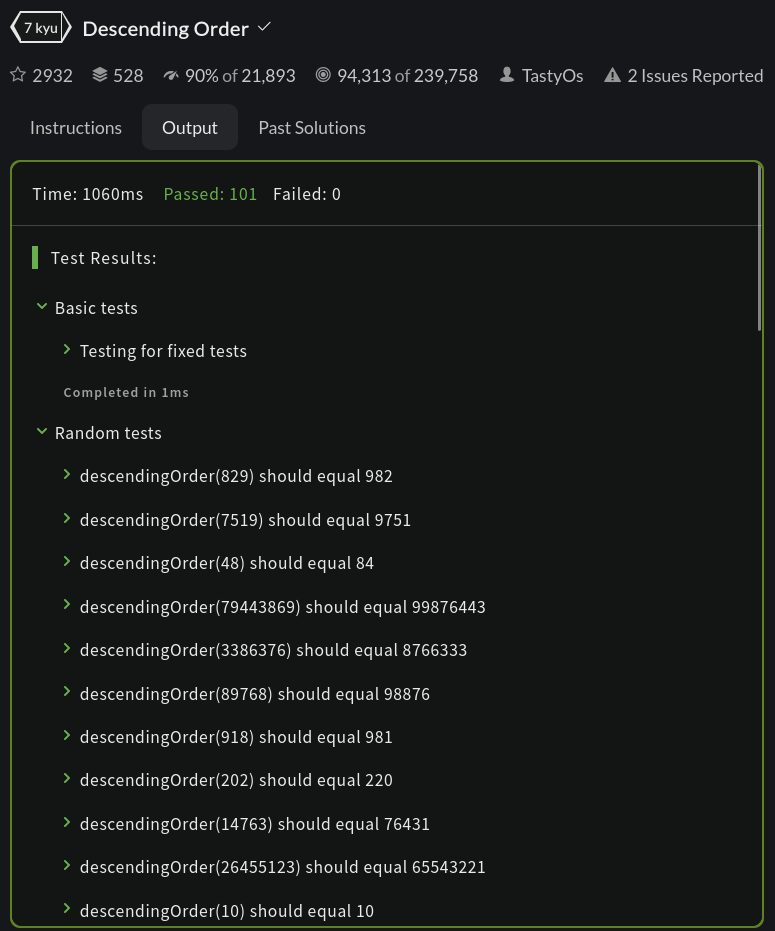 7 kyu Descending Order
2932 528 90% of 21,893 94,313 of 239,758 TastyOs 2 Issues Reported
Instructions Output Past Solutions
Time: 1060ms Passed: 101 Failed: 0
Test Results:
Basic tests
Testing for fixed tests
Completed in 1ms
Random tests
descendingOrder(829) should equal 982
descendingOrder(7519) should equal 9751
descendingOrder(48) should equal 84
descendingOrder(79443869) should equal 99876443
descendingOrder(3386376) should equal 8766333
descendingOrder(89768) should equal 98876
descendingOrder(918) should equal 981
descendingOrder(202) should equal 220
descendingOrder(14763) should equal 76431
descendingOrder(26455123) should equal 65543221
descendingOrder(10) should equal 10